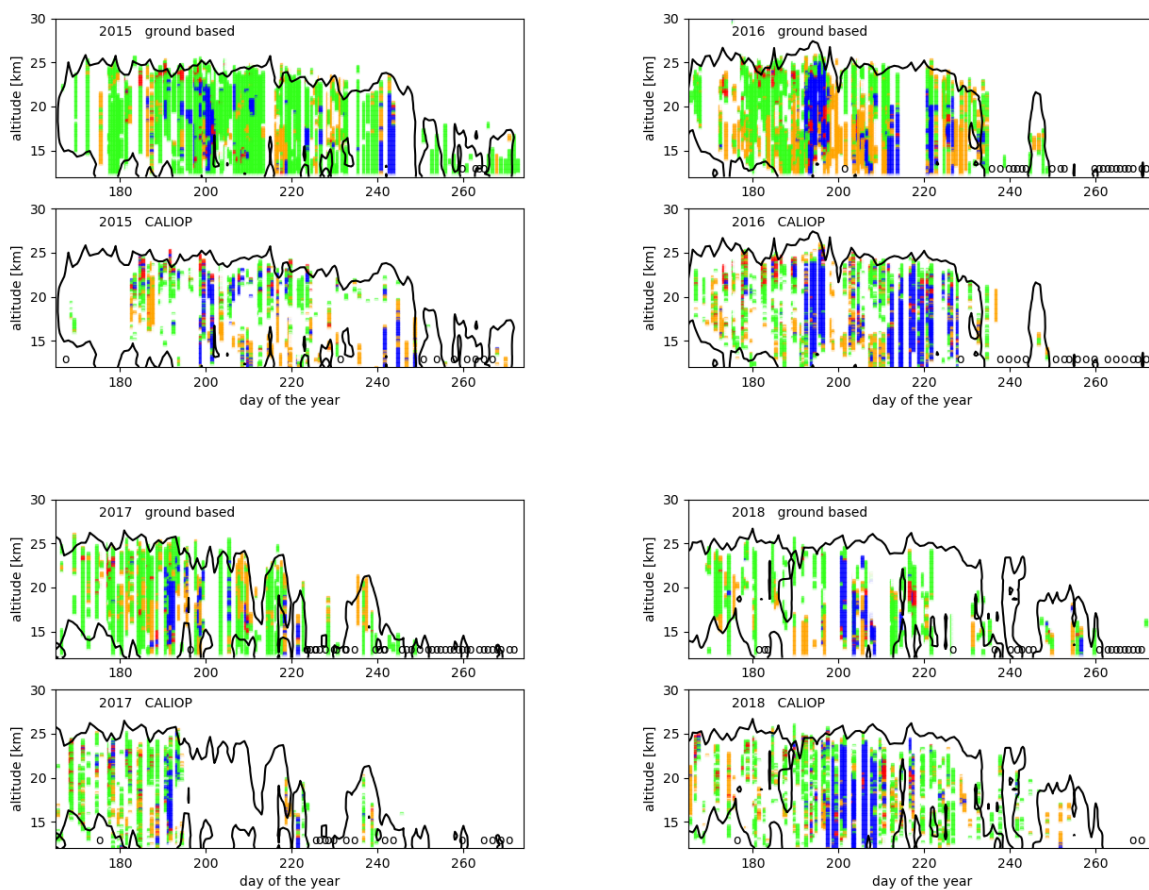 30
25
20
15
altitude [km]
2015 ground based
180 200 220 240 260
30
25
20
15
altitude [km]
2015 CALIOP
180 200 220 240 260
day of the year
30
25
20
15
altitude [km]
2016 ground based
180 200 220 240 260
30
25
20
15
altitude [km]
2016 CALIOP
180 200 220 240 260
day of the year
30
25
20
15
altitude [km]
2017 ground based
180 200 220 240 260
30
25
20
15
altitude [km]
2017 CALIOP
180 200 220 240 260
day of the year
30
25
20
15
altitude [km]
2018 ground based
180 200 220 240 260
30
25
20
15
altitude [km]
2018 CALIOP
180 200 220 240 260
day of the year